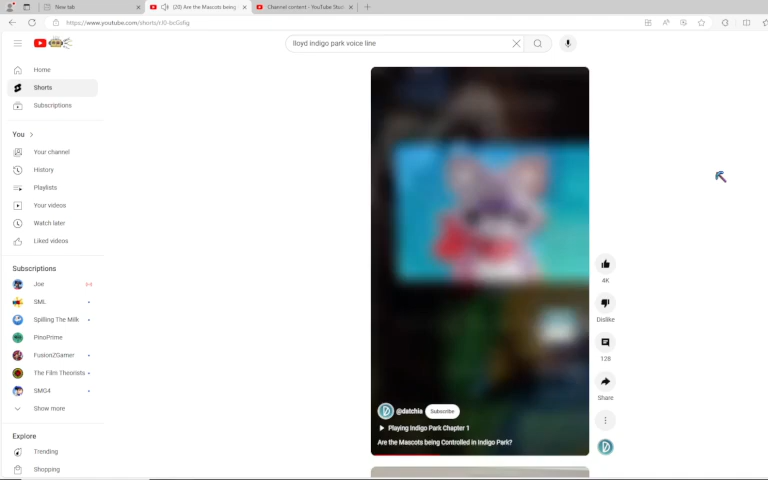 New tab
(20) Are the Mascots being
Channel content - YouTube Stu
https://www.youtube.com/shorts/
lloyd indigo park voice line
Home
Shorts
Subscriptions
You
Your channel
History
Playlists
Your videos
Watch later
Liked videos
Subscriptions
Joe
SML
Spilling The Milk
PinoPrime
FusionZGamer
The Film Theorists
SMG4
Show more
Explore
Trending
Shopping
4K
Dislike
128
Share
@datchia Subscribe
Playing Indigo Park Chapter 1
Are the Mascots being Controlled in Indigo Park?